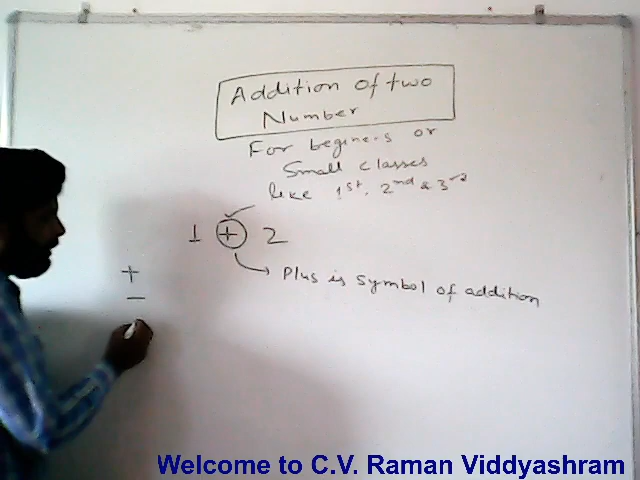 Addition of two
Number
For beginers or
Small classes
like 1st, 2nd & 3rd
1 + 2
Plus is symbol of addition
+
−
Welcome to C.V. Raman Viddyashram